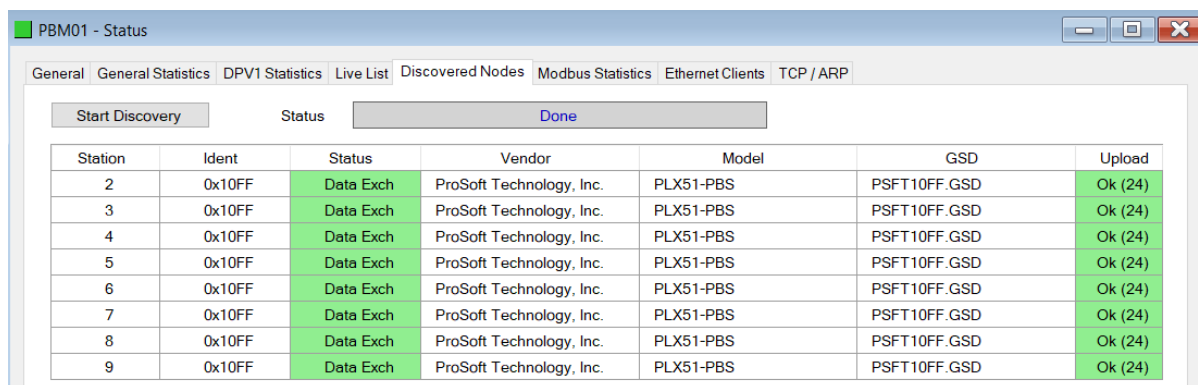 PBM01 - Status
General General Statistics DPV1 Statistics Live List Discovered Nodes Modbus Statistics Ethernet Clients TCP / ARP
Start Discovery Status Done
Station Ident Status Vendor Model GSD Upload
2 0x10FF Data Exch ProSoft Technology, Inc. PLX51-PBS PSFT10FF.GSD Ok (24)
3 0x10FF Data Exch ProSoft Technology, Inc. PLX51-PBS PSFT10FF.GSD Ok (24)
4 0x10FF Data Exch ProSoft Technology, Inc. PLX51-PBS PSFT10FF.GSD Ok (24)
5 0x10FF Data Exch ProSoft Technology, Inc. PLX51-PBS PSFT10FF.GSD Ok (24)
6 0x10FF Data Exch ProSoft Technology, Inc. PLX51-PBS PSFT10FF.GSD Ok (24)
7 0x10FF Data Exch ProSoft Technology, Inc. PLX51-PBS PSFT10FF.GSD Ok (24)
8 0x10FF Data Exch ProSoft Technology, Inc. PLX51-PBS PSFT10FF.GSD Ok (24)
9 0x10FF Data Exch ProSoft Technology, Inc. PLX51-PBS PSFT10FF.GSD Ok (24)